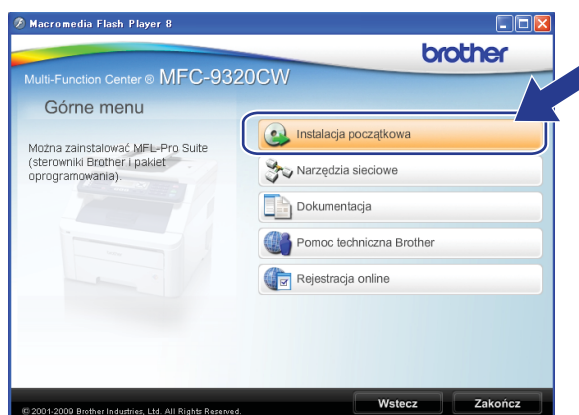 Macromedia Flash Player 8
brother
Multi-Function Center ® MFC-9320CW
Górne menu
Można zainstalować MFL-Pro Suite
(sterowniki Brother i pakiet
oprogramowania).
Instalacja początkowa
Narzędzia sieciowe
Dokumentacja
Pomoc techniczna Brother
Rejestracja online
© 2001-2009 Brother Industries, Ltd. All Rights Reserved.
Wstecz
Zakończ